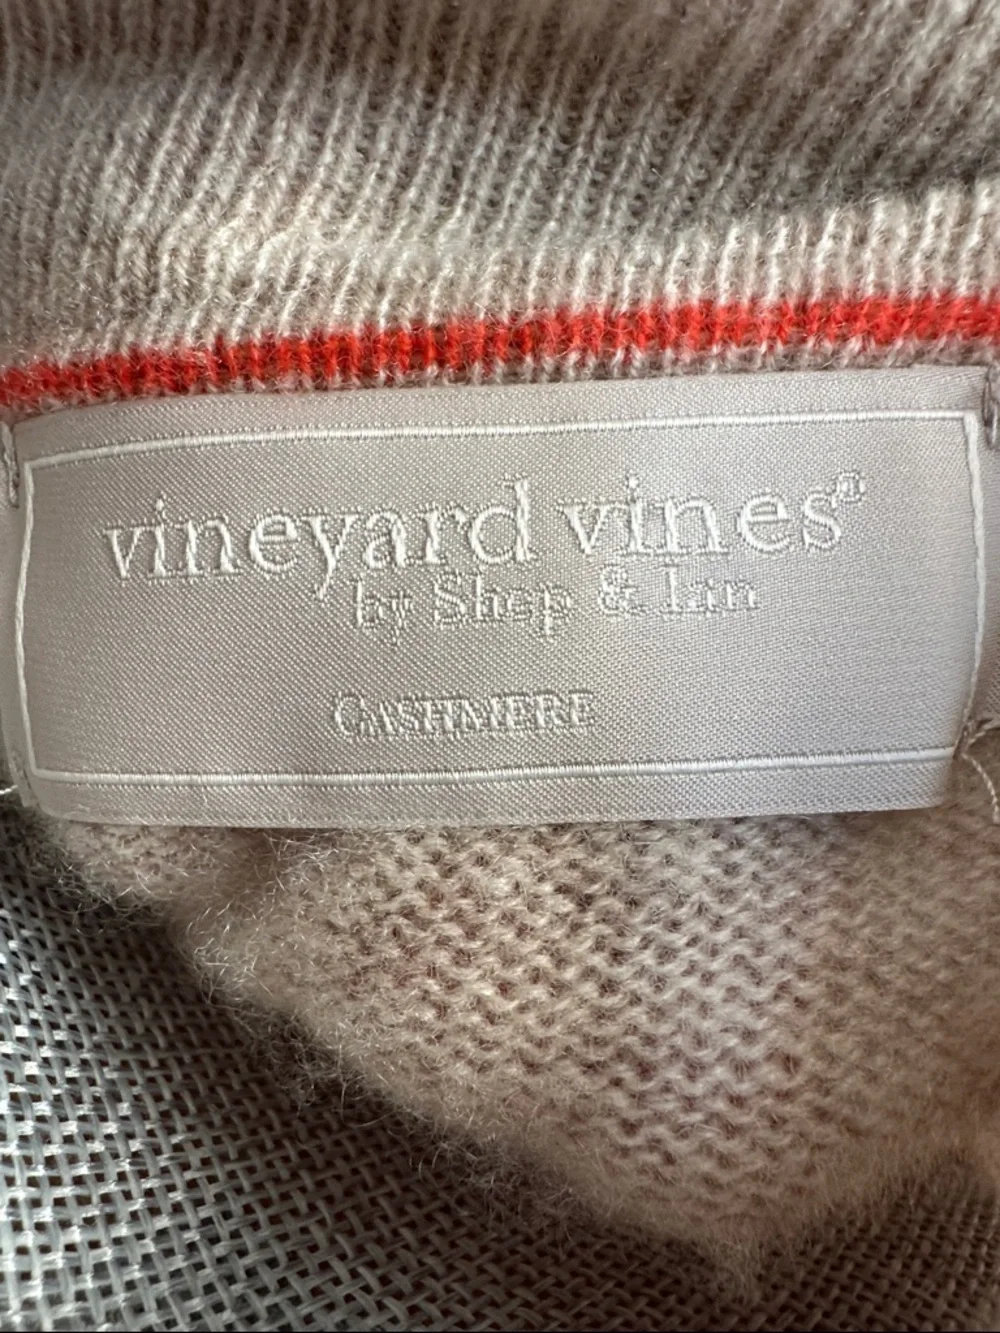 vineyard vines®
by Shep & Ian
CASHMERE